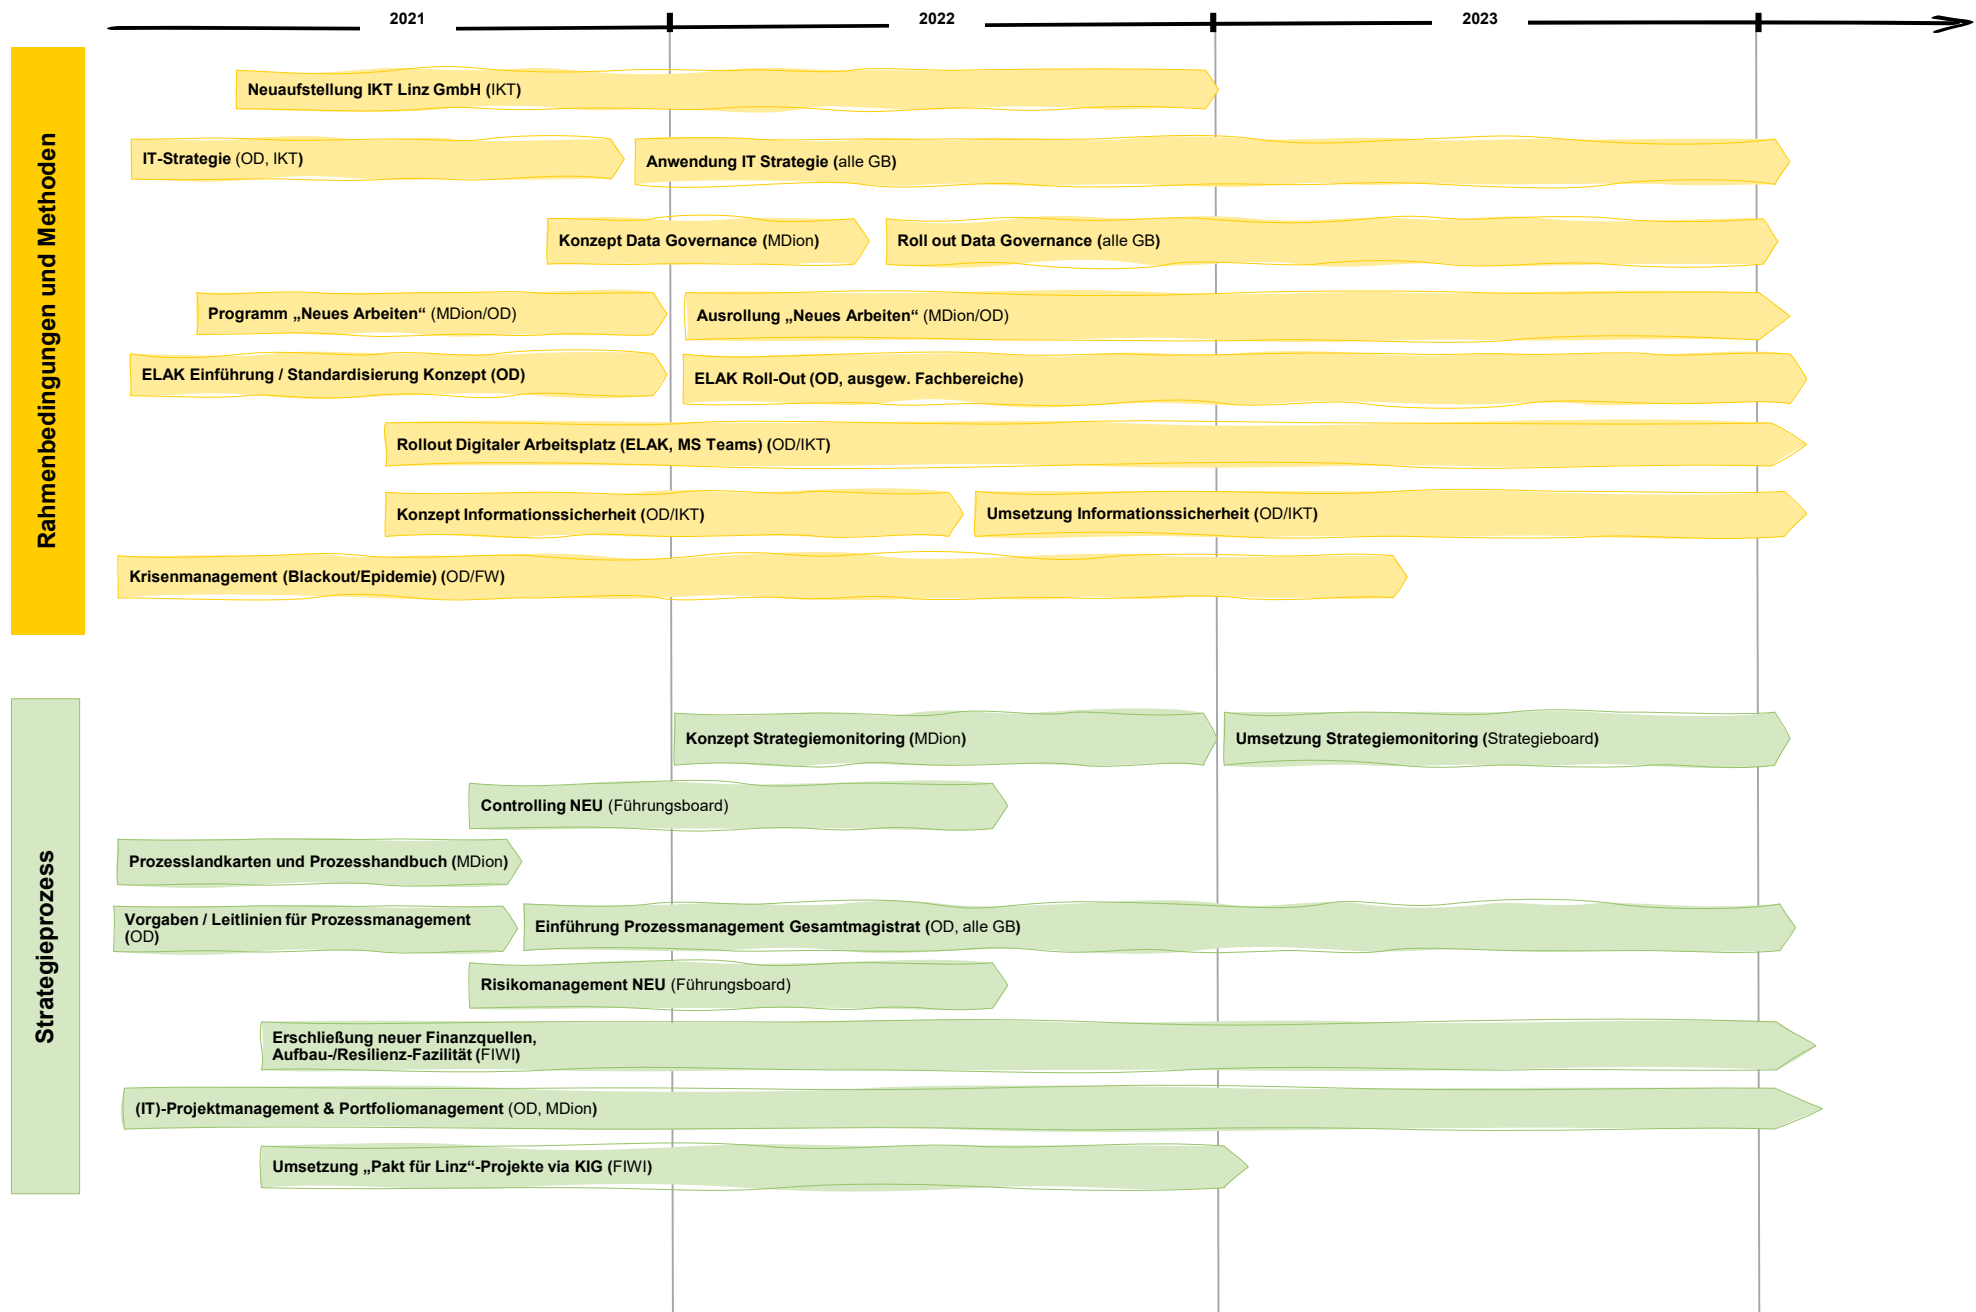 2021
2022
2023
Rahmenbedingungen und Methoden
Neuaufstellung IKT Linz GmbH (IKT)
IT-Strategie (OD, IKT)
Anwendung IT Strategie (alle GB)
Konzept Data Governance (MDion)
Roll out Data Governance (alle GB)
Programm „Neues Arbeiten“ (MDion/OD)
Ausrollung „Neues Arbeiten“ (MDion/OD)
ELAK Einführung / Standardisierung Konzept (OD)
ELAK Roll-Out (OD, ausgew. Fachbereiche)
Rollout Digitaler Arbeitsplatz (ELAK, MS Teams) (OD/IKT)
Konzept Informationssicherheit (OD/IKT)
Umsetzung Informationssicherheit (OD/IKT)
Krisenmanagement (Blackout/Epidemie) (OD/FW)
Strategieprozess
Konzept Strategiemonitoring (MDion)
Umsetzung Strategiemonitoring (Strategieboard)
Controlling NEU (Führungsboard)
Prozesslandkarten und Prozesshandbuch (MDion)
Vorgaben / Leitlinien für Prozessmanagement
(OD)
Einführung Prozessmanagement Gesamtmagistrat (OD, alle GB)
Risikomanagement NEU (Führungsboard)
Erschließung neuer Finanzquellen,
Aufbau-/Resilienz-Fazilität (FIWI)
(IT)-Projektmanagement & Portfoliomanagement (OD, MDion)
Umsetzung „Pakt für Linz“-Projekte via KIG (FIWI)